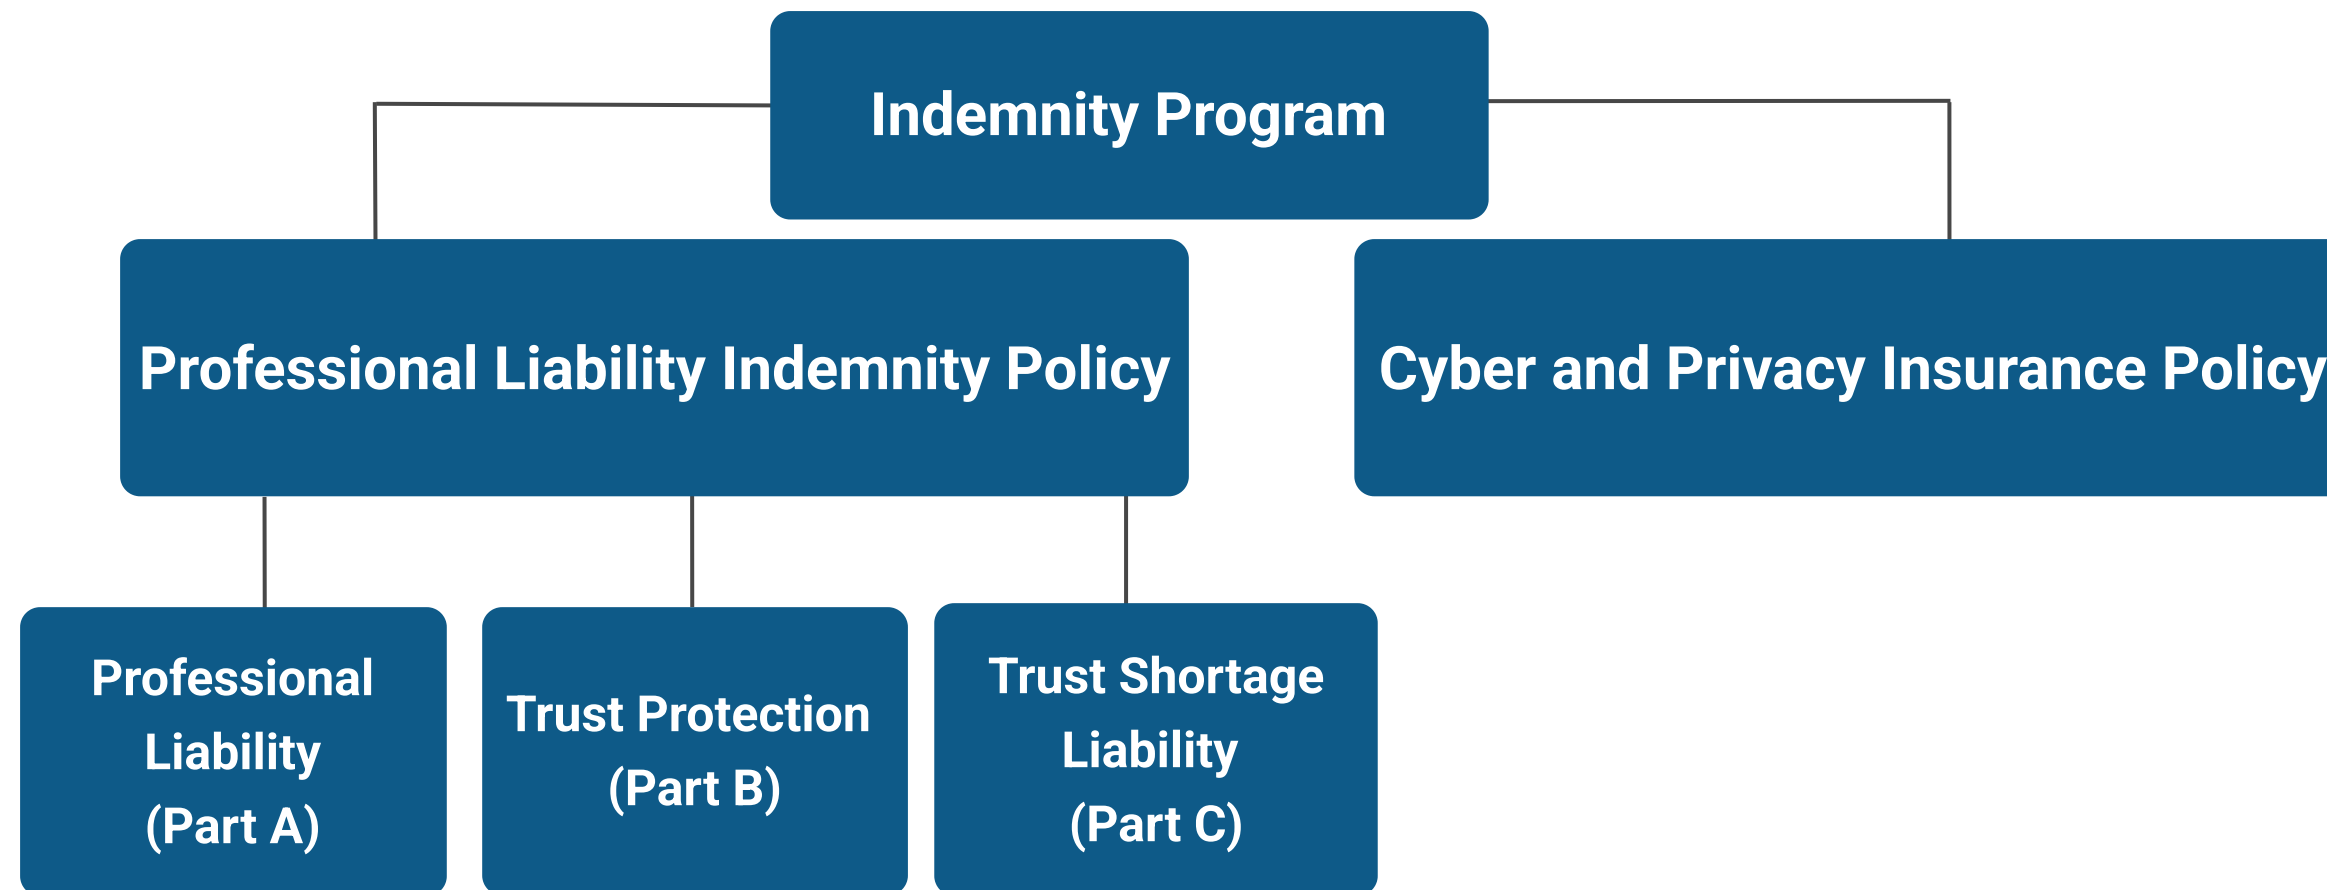 Indemnity Program
Professional Liability Indemnity Policy
Cyber and Privacy Insurance Policy
Professional
Liability
(Part A)
Trust Protection
(Part B)
Trust Shortage
Liability
(Part C)